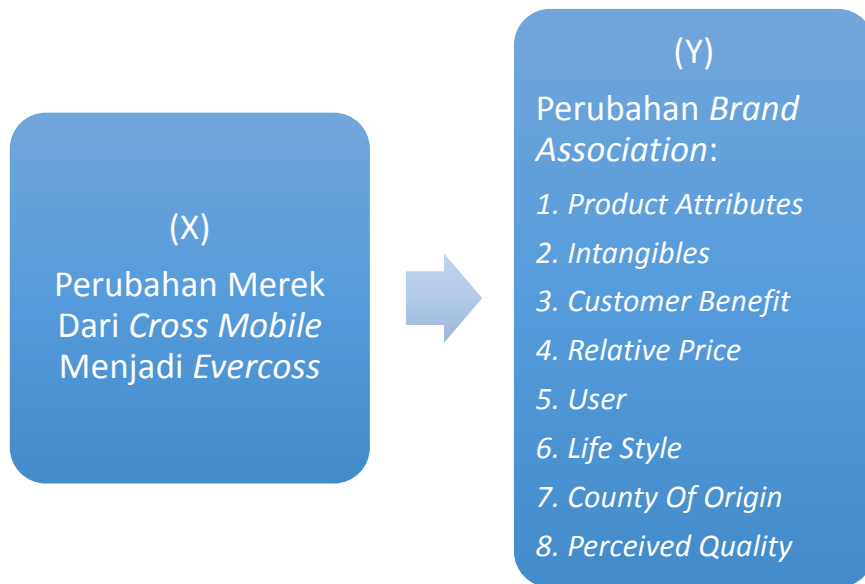 (X)
Perubahan Merek
Dari Cross Mobile
Menjadi Evercoss
(Y)
Perubahan Brand
Association:
1. Product Attributes
2. Intangibles
3. Customer Benefit
4. Relative Price
5. User
6. Life Style
7. County Of Origin
8. Perceived Quality